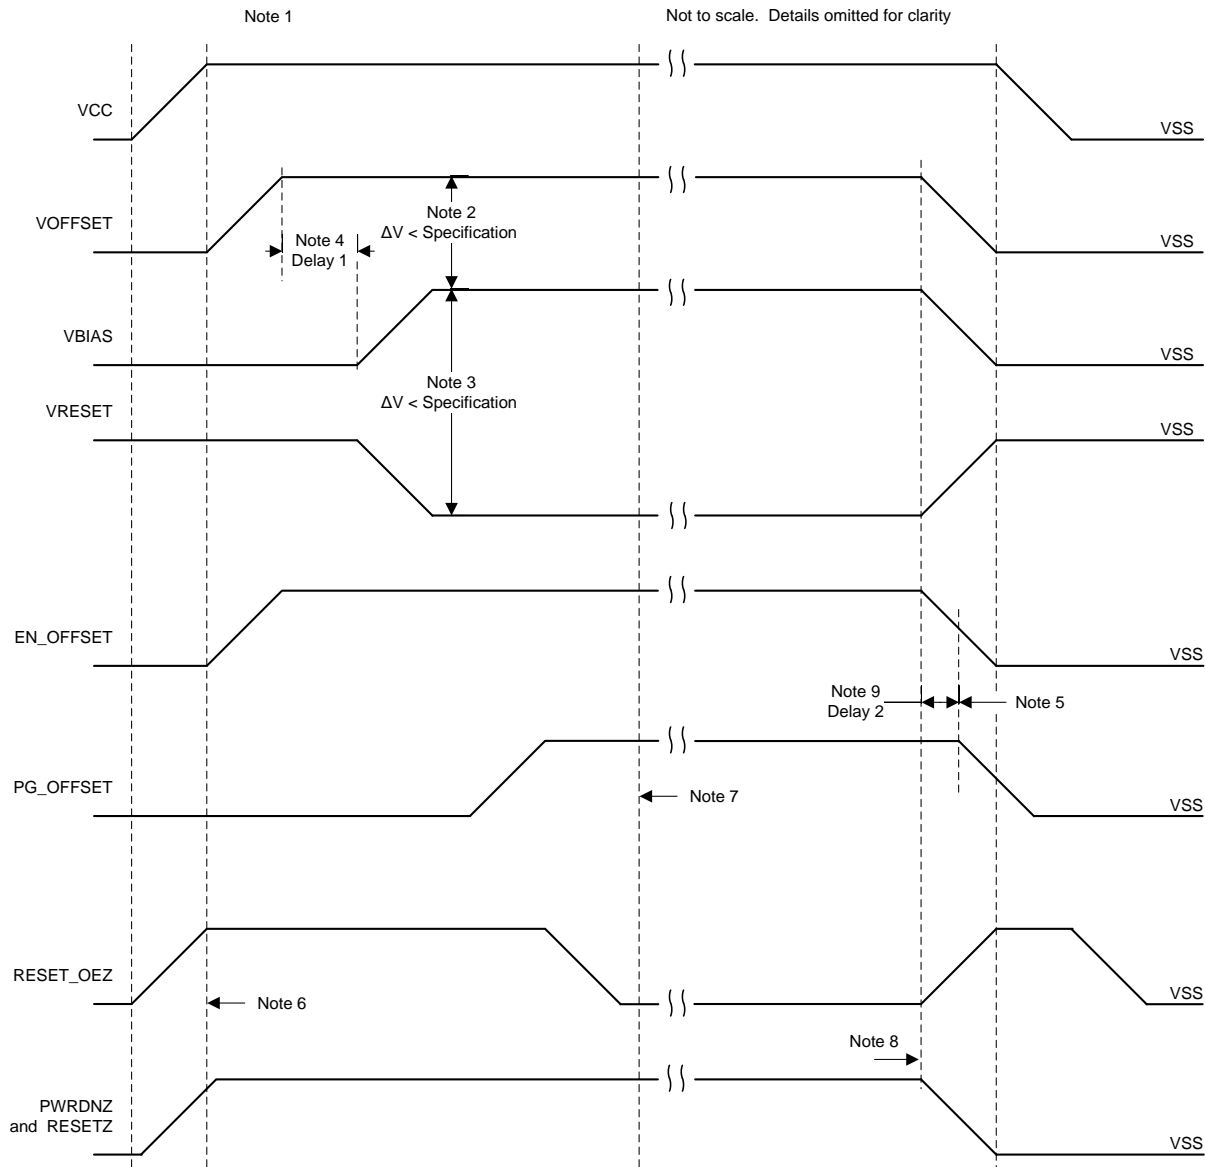 Note 1
Not to scale.  Details omitted for clarity
VCC
VSS
VOFFSET
Note 4
Delay 1
Note 2
ΔV < Specification
VSS
VBIAS
VSS
Note 3
ΔV < Specification
VRESET
VSS
EN_OFFSET
VSS
Note 9
Delay 2
Note 5
PG_OFFSET
Note 7
VSS
RESET_OEZ
Note 6
VSS
Note 8
PWRDNZ
and  RESETZ
VSS